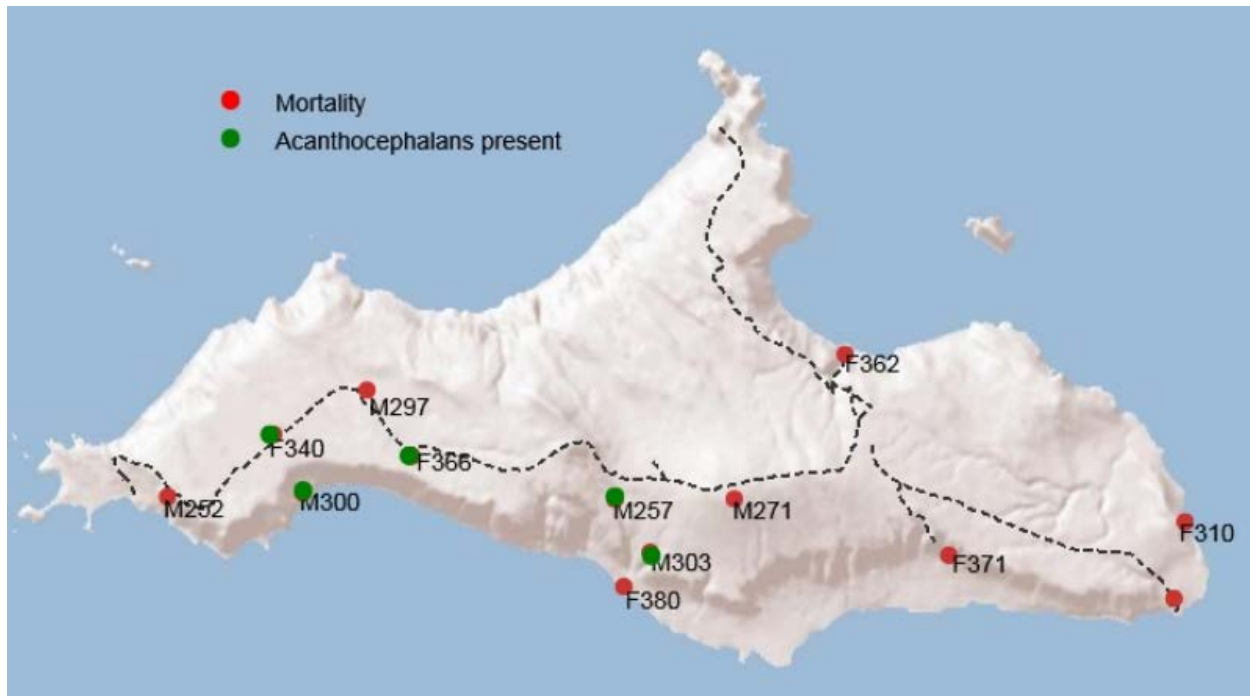 Mortality
Acanthocephalans present
F362
M297
F340
F366
M300
M252
M257
M271
F310
M303
F371
F380